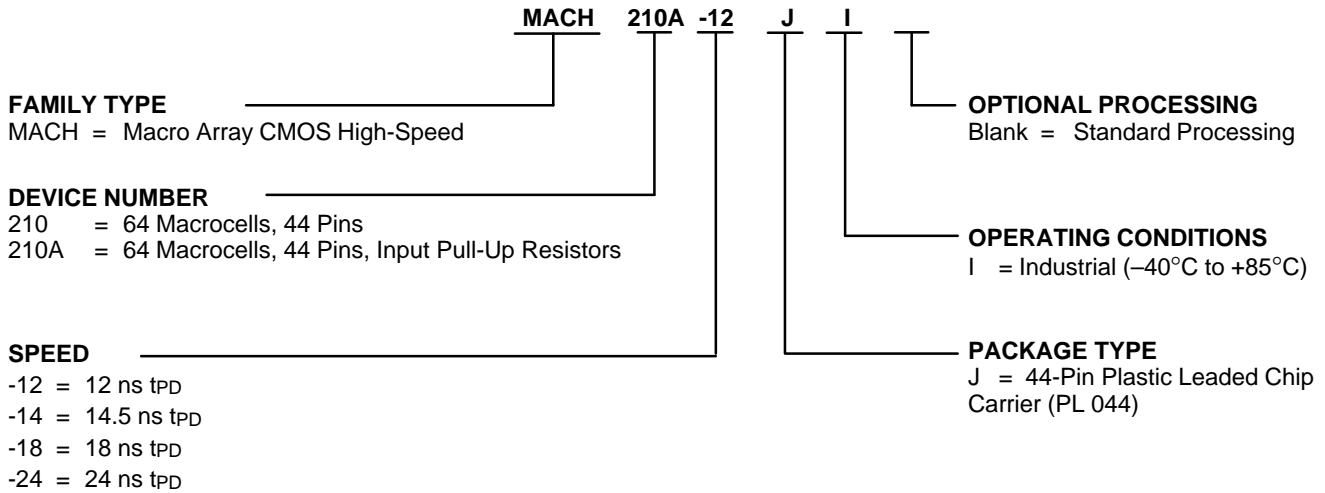 MACH 210A -12 J I
FAMILY TYPE
MACH = Macro Array CMOS High-Speed
DEVICE NUMBER
210 = 64 Macrocells, 44 Pins
210A = 64 Macrocells, 44 Pins, Input Pull-Up Resistors
SPEED
-12 = 12 ns tPD
-14 = 14.5 ns tPD
-18 = 18 ns tPD
-24 = 24 ns tPD
OPTIONAL PROCESSING
Blank = Standard Processing
OPERATING CONDITIONS
I = Industrial (–40°C to +85°C)
PACKAGE TYPE
J = 44-Pin Plastic Leaded Chip
Carrier (PL 044)